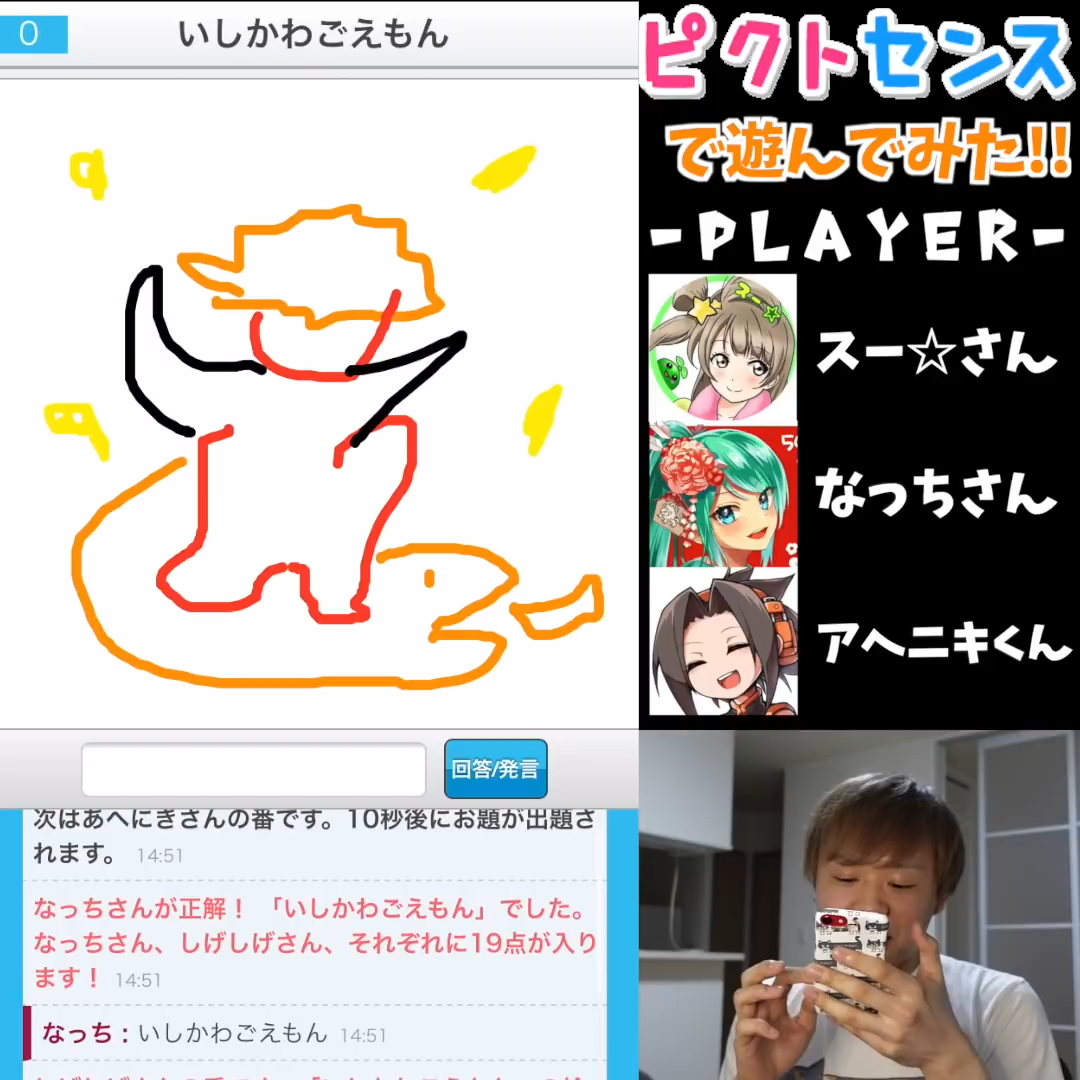 0
いしかわごえもん
ピクトセンス
で遊んでみた!!
-PLAYER-
スー☆さん
なっちさん
アヘニキくん
回答/発言
次はあへにきさんの番です。10秒後にお題が出題さ
れます。 14:51
なっちさんが正解！「いしかわごえもん」でした。
なっちさん、しげしげさん、それぞれに19点が入り
ます！ 14:51
なっち：いしかわごえもん 14:51